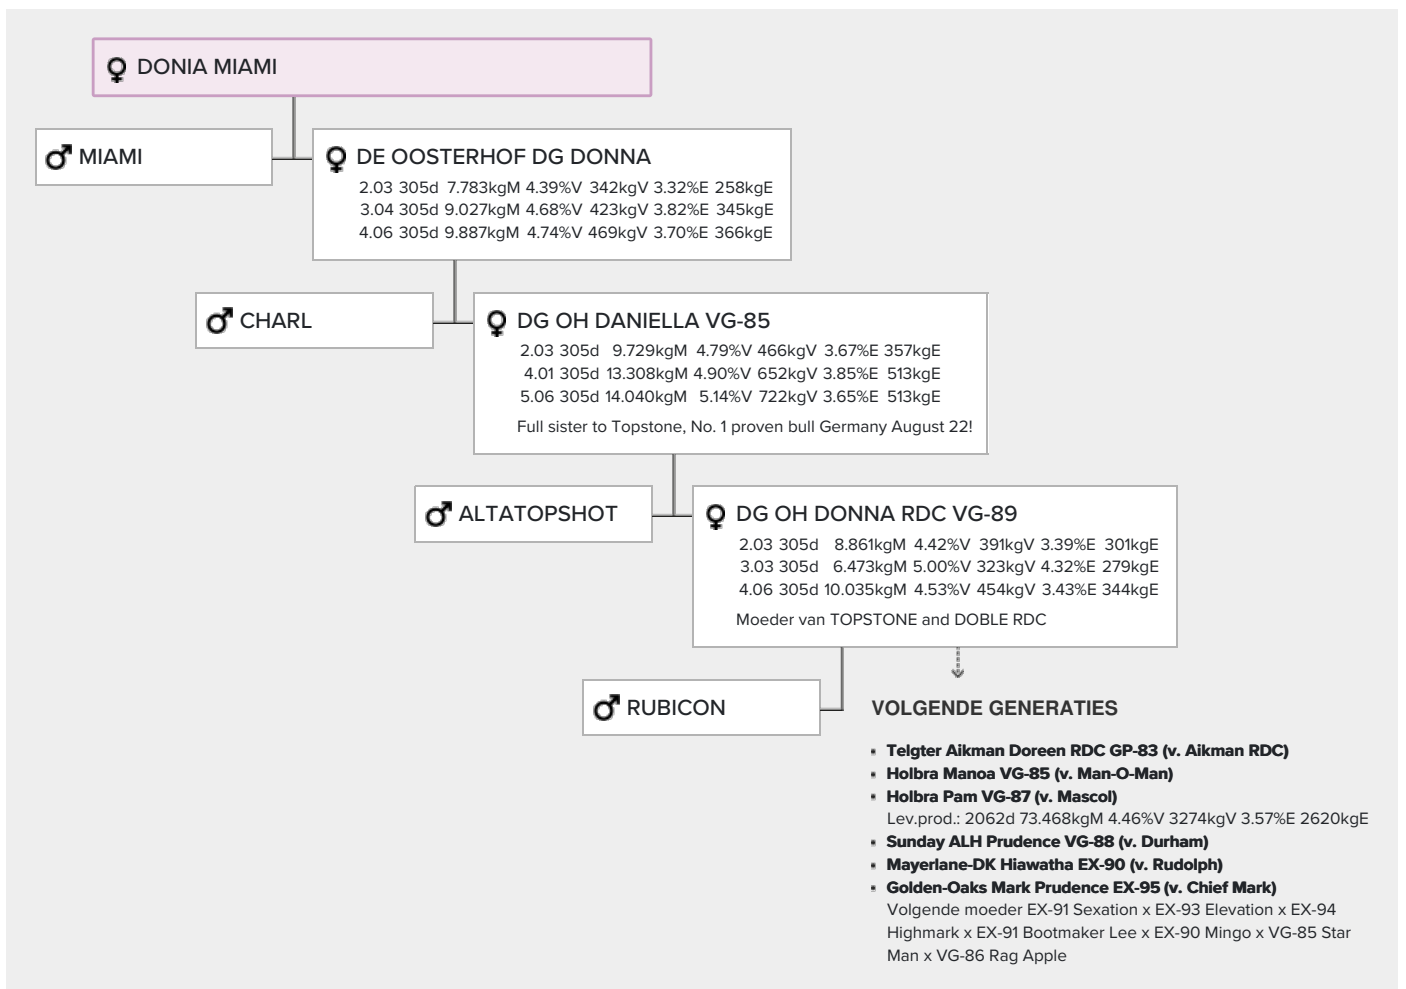 DONIA MIAMI
MIAMI
DE OOSTERHOF DG DONNA
2.03 305d 7.783kgM 4.39%V 342kgV 3.32%E 258kgE
3.04 305d 9.027kgM 4.68%V 423kgV 3.82%E 345kgE
4.06 305d 9.887kgM 4.74%V 469kgV 3.70%E 366kgE
CHARL
DG OH DANIELLA VG-85
2.03 305d 9.729kgM 4.79%V 466kgV 3.67%E 357kgE
4.01 305d 13.308kgM 4.90%V 652kgV 3.85%E 513kgE
5.06 305d 14.040kgM 5.14%V 722kgV 3.65%E 513kgE
Full sister to Topstone, No. 1 proven bull Germany August 22!
ALTATOPSHOT
DG OH DONNA RDC VG-89
2.03 305d 8.861kgM 4.42%V 391kgV 3.39%E 301kgE
3.03 305d 6.473kgM 5.00%V 323kgV 4.32%E 279kgE
4.06 305d 10.035kgM 4.53%V 454kgV 3.43%E 344kgE
Moeder van TOPSTONE and DOBLE RDC
RUBICON
VOLGENDE GENERATIES
Telgter Aikman Doreen RDC GP-83 (v. Aikman RDC)
Holbra Manoa VG-85 (v. Man-O-Man)
Holbra Pam VG-87 (v. Mascol)
Lev.prod.: 2062d 73.468kgM 4.46%V 3274kgV 3.57%E 2620kgE
Sunday ALH Prudence VG-88 (v. Durham)
Mayerlane-DK Hiawatha EX-90 (v. Rudolph)
Golden-Oaks Mark Prudence EX-95 (v. Chief Mark)
Volgende moeder EX-91 Sexation x EX-93 Elevation x EX-94
Highmark x EX-91 Bootmaker Lee x EX-90 Mingo x VG-85 Star
Man x VG-86 Rag Apple